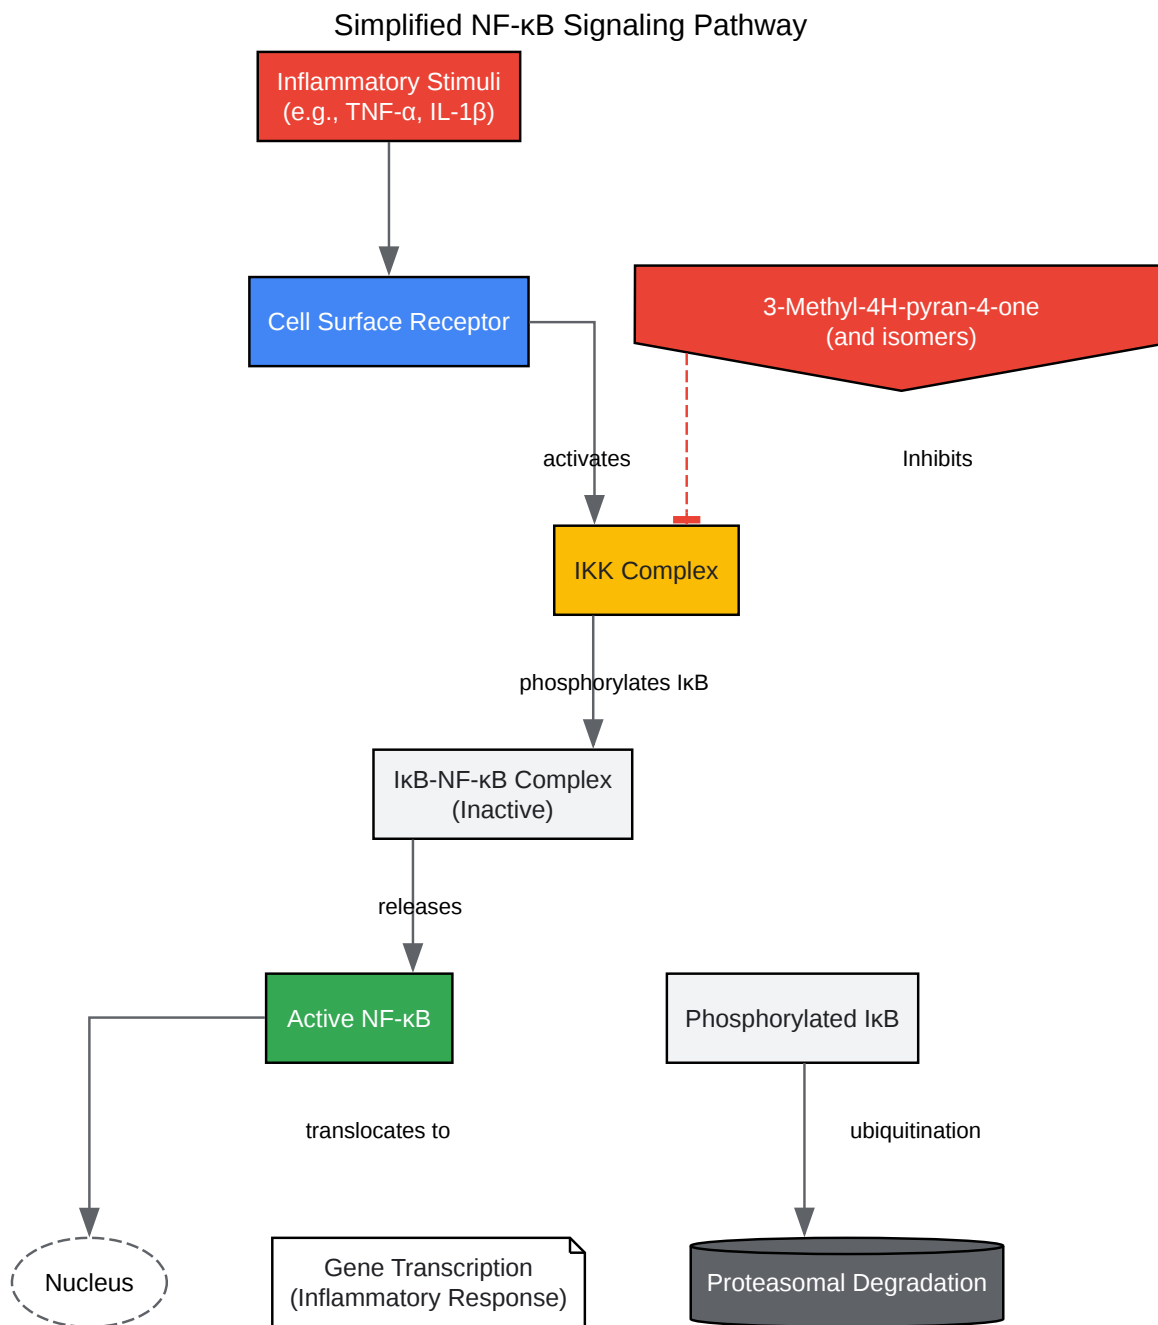 Simplified NF-κB Signaling Pathway
Inflammatory Stimuli
(e.g., TNF-α, IL-1β)
Cell Surface Receptor
3-Methyl-4H-pyran-4-one
(and isomers)
activates
Inhibits
IKK Complex
phosphorylates IκB
IκB-NF-κB Complex
(Inactive)
releases
Active NF-κB
Phosphorylated IκB
translocates to
ubiquitination
Nucleus
Gene Transcription
(Inflammatory Response)
Proteasomal Degradation